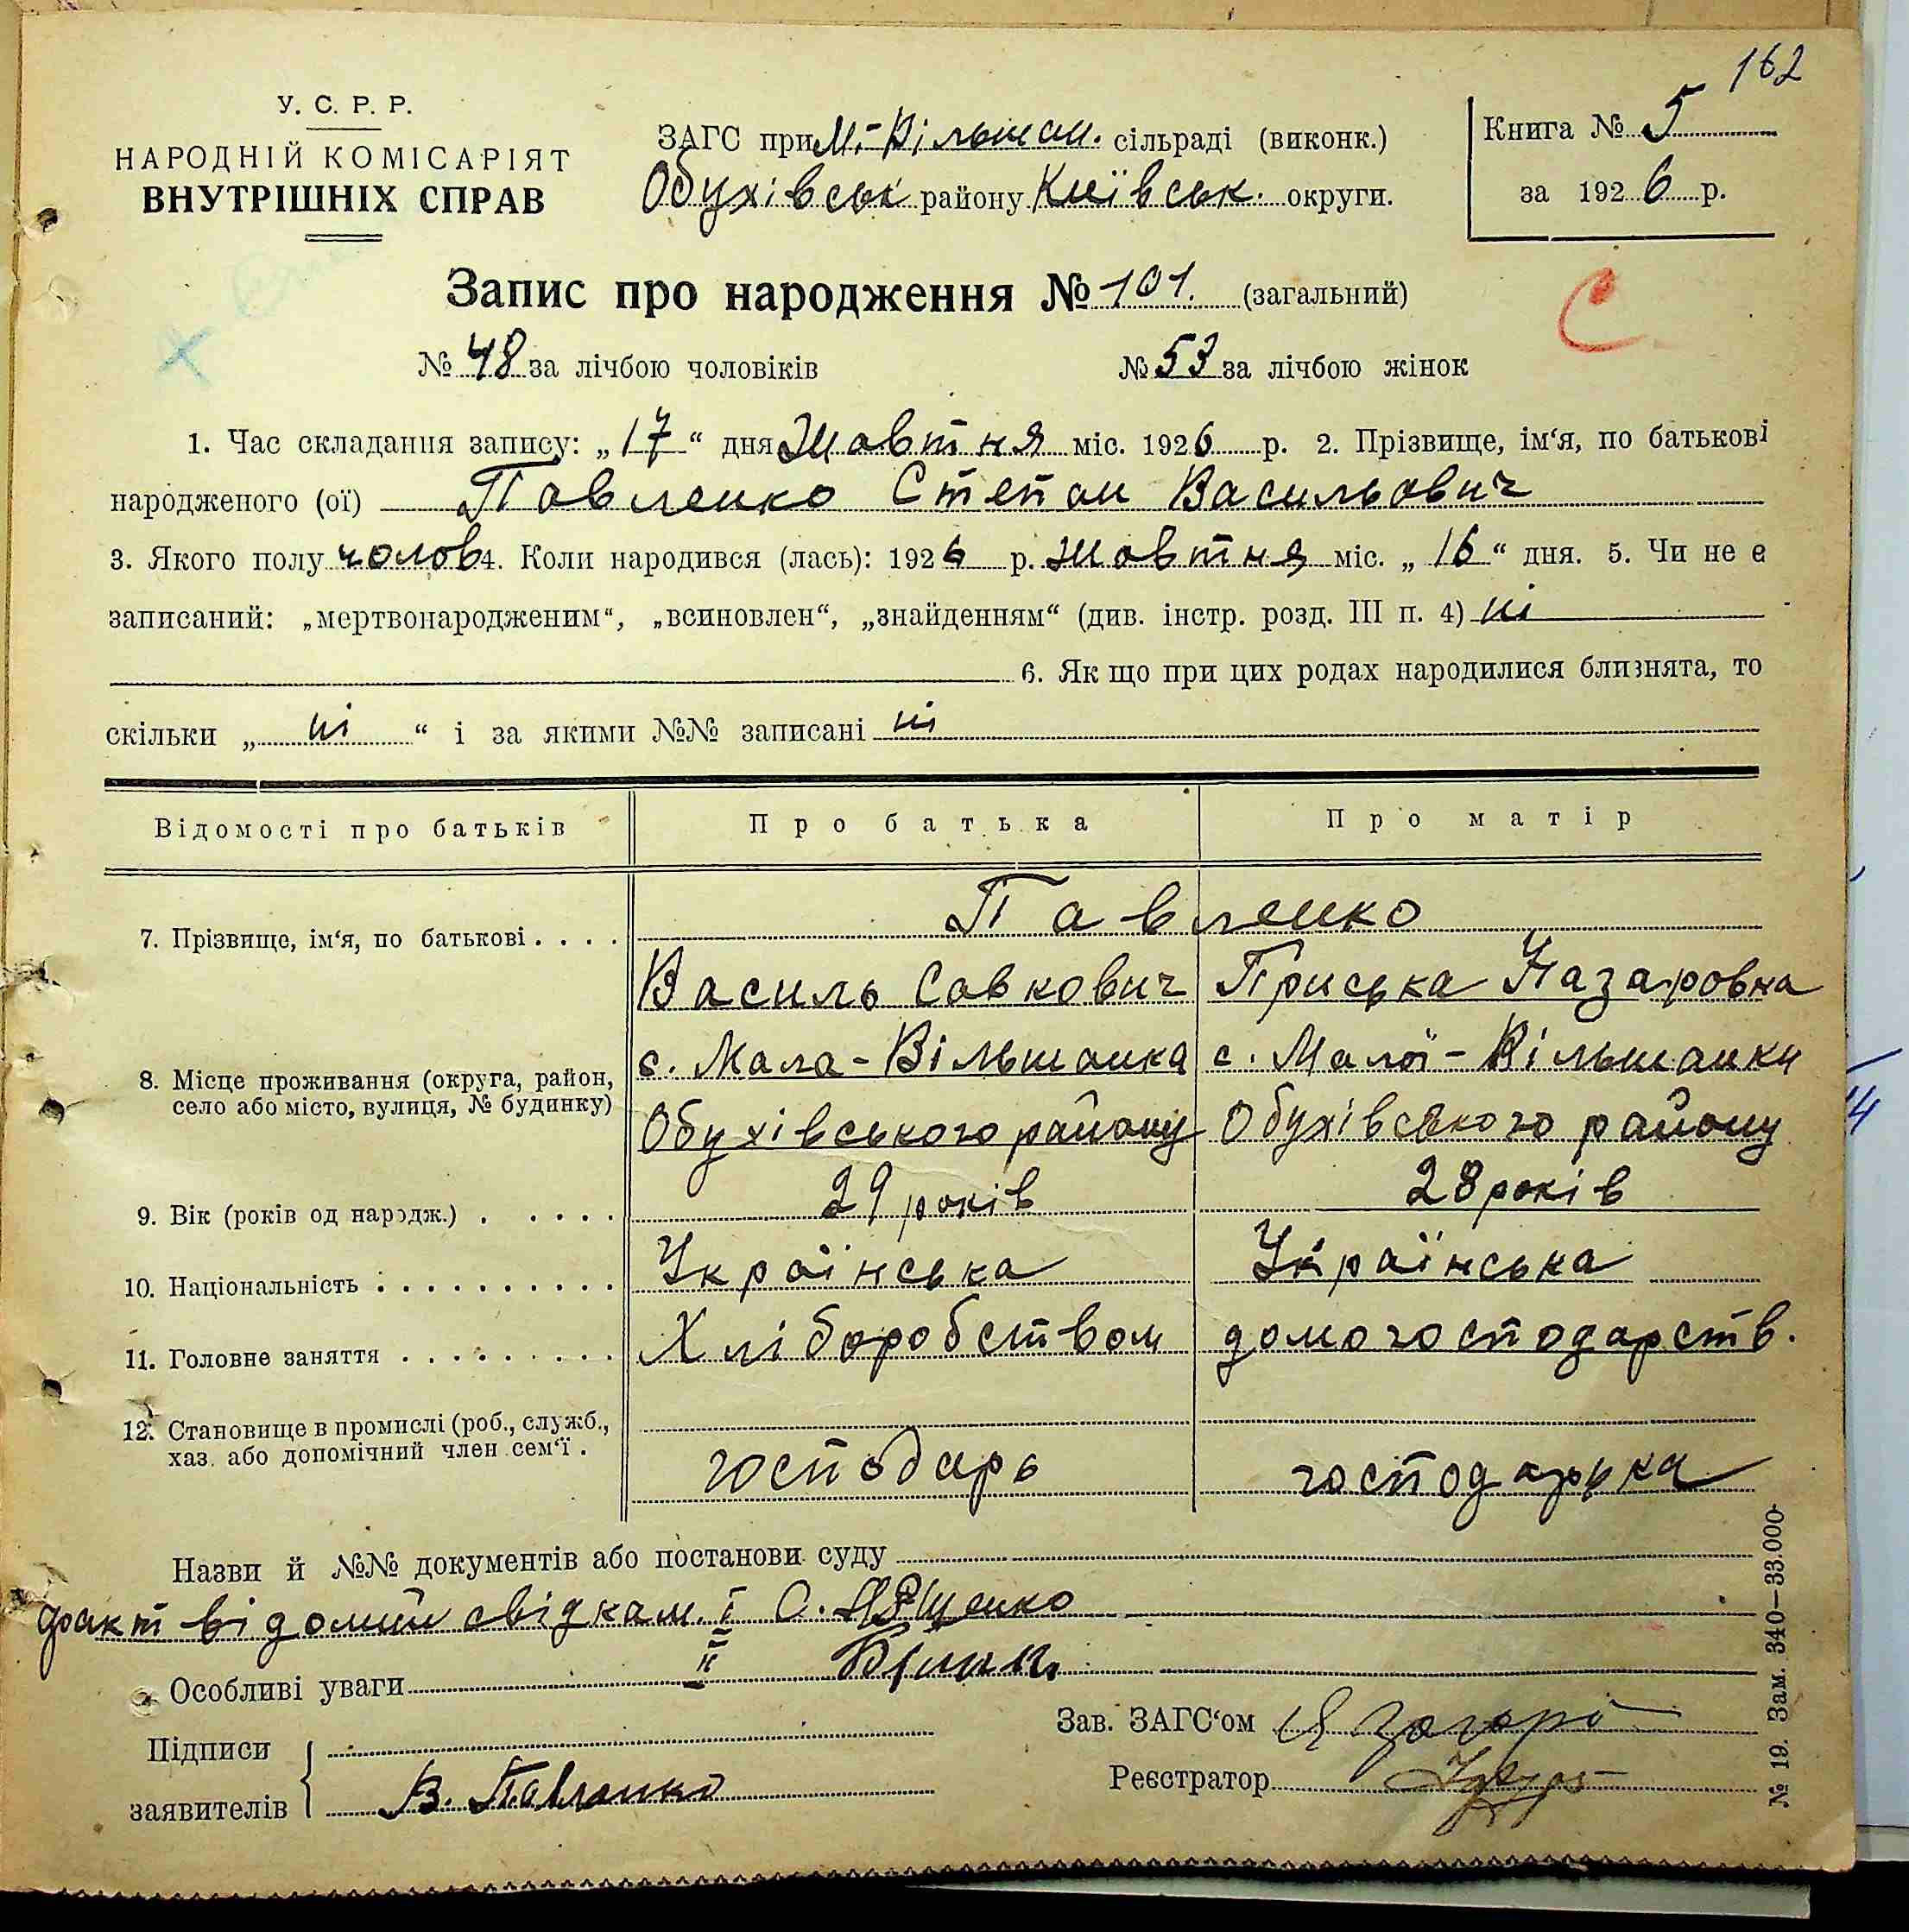 162
У. С. Р. Р.
НАРОДНІЙ КОМІСАРІЯТ
ВНУТРІШНІХ СПРАВ
ЗАГС при М.-Вільшан. сільраді (виконк.)
Обухівськ району Київськ. округи.
Книга № 5
за 1926 р.
Запис про народження № 101. (загальний)
С
№ 48 за лічбою чоловіків № 53 за лічбою жінок
1. Час складання запису: „17“ дня Жовтня міс. 1926 р. 2. Прізвище, ім‘я, по батькові
народженого (ої) Павленко Степан Васильович
3. Якого полу чолов 4. Коли народився (лась): 1926 р. жовтня міс. „16“ дня. 5. Чи не є
записаний: „мертвонародженим“, „всиновлен“, „знайденням“ (див. інстр. розд. III п. 4) ні
6. Як що при цих родах народилися близнята, то
скільки „ ні “ і за якими №№ записані ні
Відомості про батьків Про батька Про матір
7. Прізвище, ім‘я, по батькові . . . . Павленко
Василь Савкович Приська Назаровна
8. Місце проживання (округа, район, село або місто, вулиця, № будинку)
с. Мала-Вільшанка с. Малої-Вільшанки
Обухівського району Обухівського району
9. Вік (років од народж.) . . . . . 29 років 28 років
10. Національність . . . . . . . . . . Українська Українська
11. Головне заняття . . . . . . . . . Хліборобством домогосподарств.
12. Становище в промислі (роб., служб.,
хаз. або допомічний член сем‘ї . господарь господарька
Назви й №№ документів або постанови суду
факт відомий свідкам. I О.
II
Особливі уваги
Зав. ЗАГС‘ом
Підписи
заявителів В. Павленко
Реєстратор
№ 19. Зам. 340—33.000